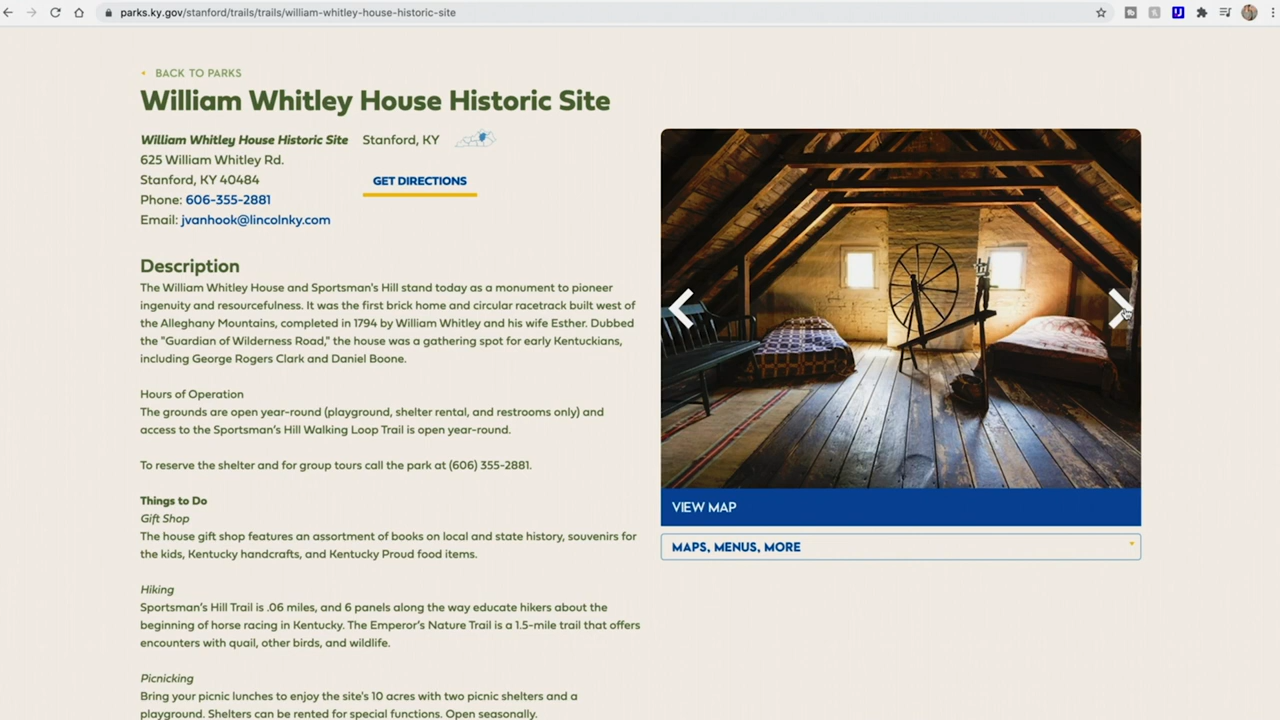 parks.ky.gov/stanford/trails/trails/william-whitley-house-historic-site
BACK TO PARKS
William Whitley House Historic Site
William Whitley House Historic Site
625 William Whitley Rd.
Stanford, KY 40484
Phone: 606-355-2881
Email: jvanhook@lincolnky.com
Stanford, KY
GET DIRECTIONS
Description
The William Whitley House and Sportsman's Hill stand today as a monument to pioneer
ingenuity and resourcefulness. It was the first brick home and circular racetrack built west of
the Alleghany Mountains, completed in 1794 by William Whitley and his wife Esther. Dubbed
the "Guardian of Wilderness Road," the house was a gathering spot for early Kentuckians,
including George Rogers Clark and Daniel Boone.
Hours of Operation
The grounds are open year-round (playground, shelter rental, and restrooms only) and
access to the Sportsman's Hill Walking Loop Trail is open year-round.
To reserve the shelter and for group tours call the park at (606) 355-2881.
Things to Do
Gift Shop
The house gift shop features an assortment of books on local and state history, souvenirs for
the kids, Kentucky handcrafts, and Kentucky Proud food items.
Hiking
Sportsman's Hill Trail is .06 miles, and 6 panels along the way educate hikers about the
beginning of horse racing in Kentucky. The Emperor's Nature Trail is a 1.5-mile trail that offers
encounters with quail, other birds, and wildlife.
Picnicking
Bring your picnic lunches to enjoy the site's 10 acres with two picnic shelters and a
playground. Shelters can be rented for special functions. Open seasonally.
VIEW MAP
MAPS, MENUS, MORE